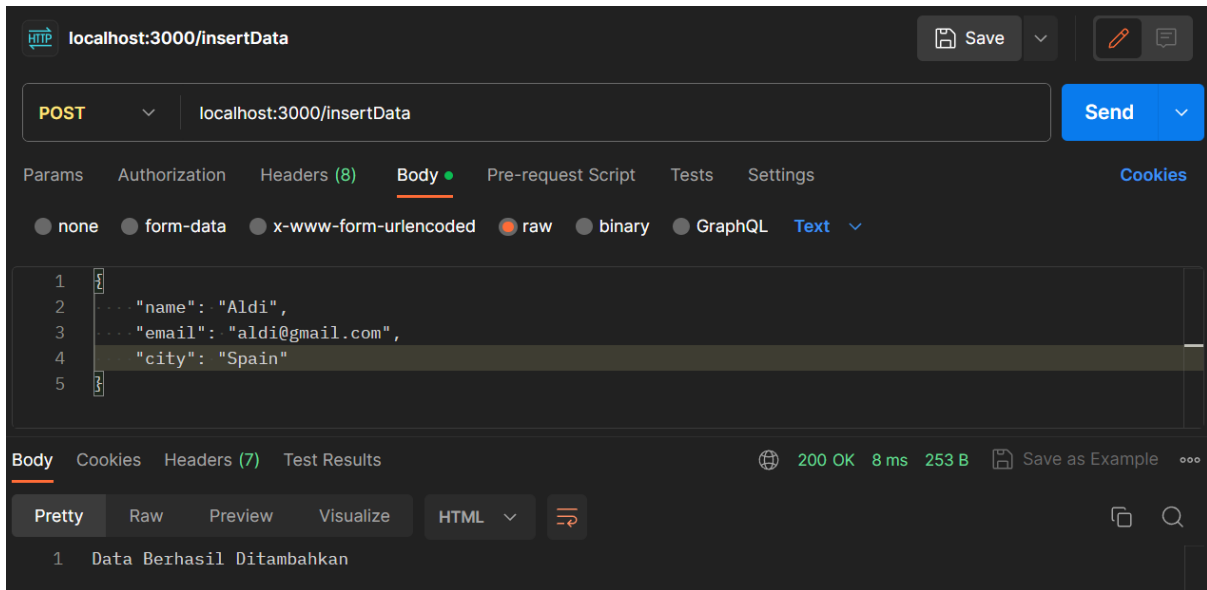 HTTP localhost:3000/insertData Save
POST localhost:3000/insertData Send
Params Authorization Headers (8) Body Pre-request Script Tests Settings Cookies
none form-data x-www-form-urlencoded raw binary GraphQL Text
1 {
2 "name": "Aldi",
3 "email": "aldi@gmail.com",
4 "city": "Spain"
5 }
Body Cookies Headers (7) Test Results 200 OK 8 ms 253 B Save as Example
Pretty Raw Preview Visualize HTML
1 Data Berhasil Ditambahkan